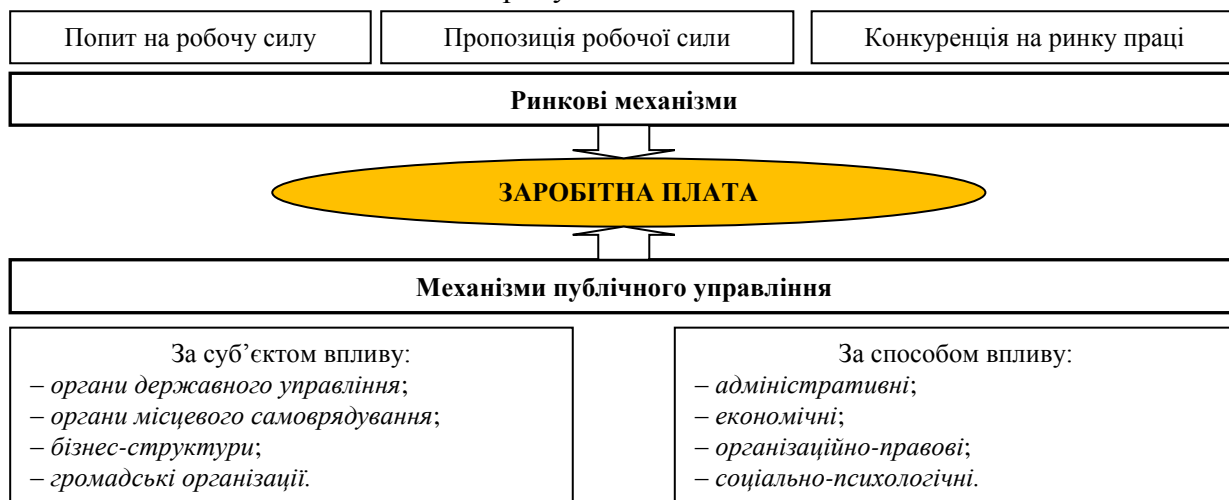 Попит на робочу силу
Пропозиція робочої сили
Конкуренція на ринку праці
Ринкові механізми
ЗАРОБІТНА ПЛАТА
Механізми публічного управління
За суб’єктом впливу:
– органи державного управління;
– органи місцевого самоврядування;
– бізнес-структури;
– громадські організації.
За способом впливу:
– адміністративні;
– економічні;
– організаційно-правові;
– соціально-психологічні.